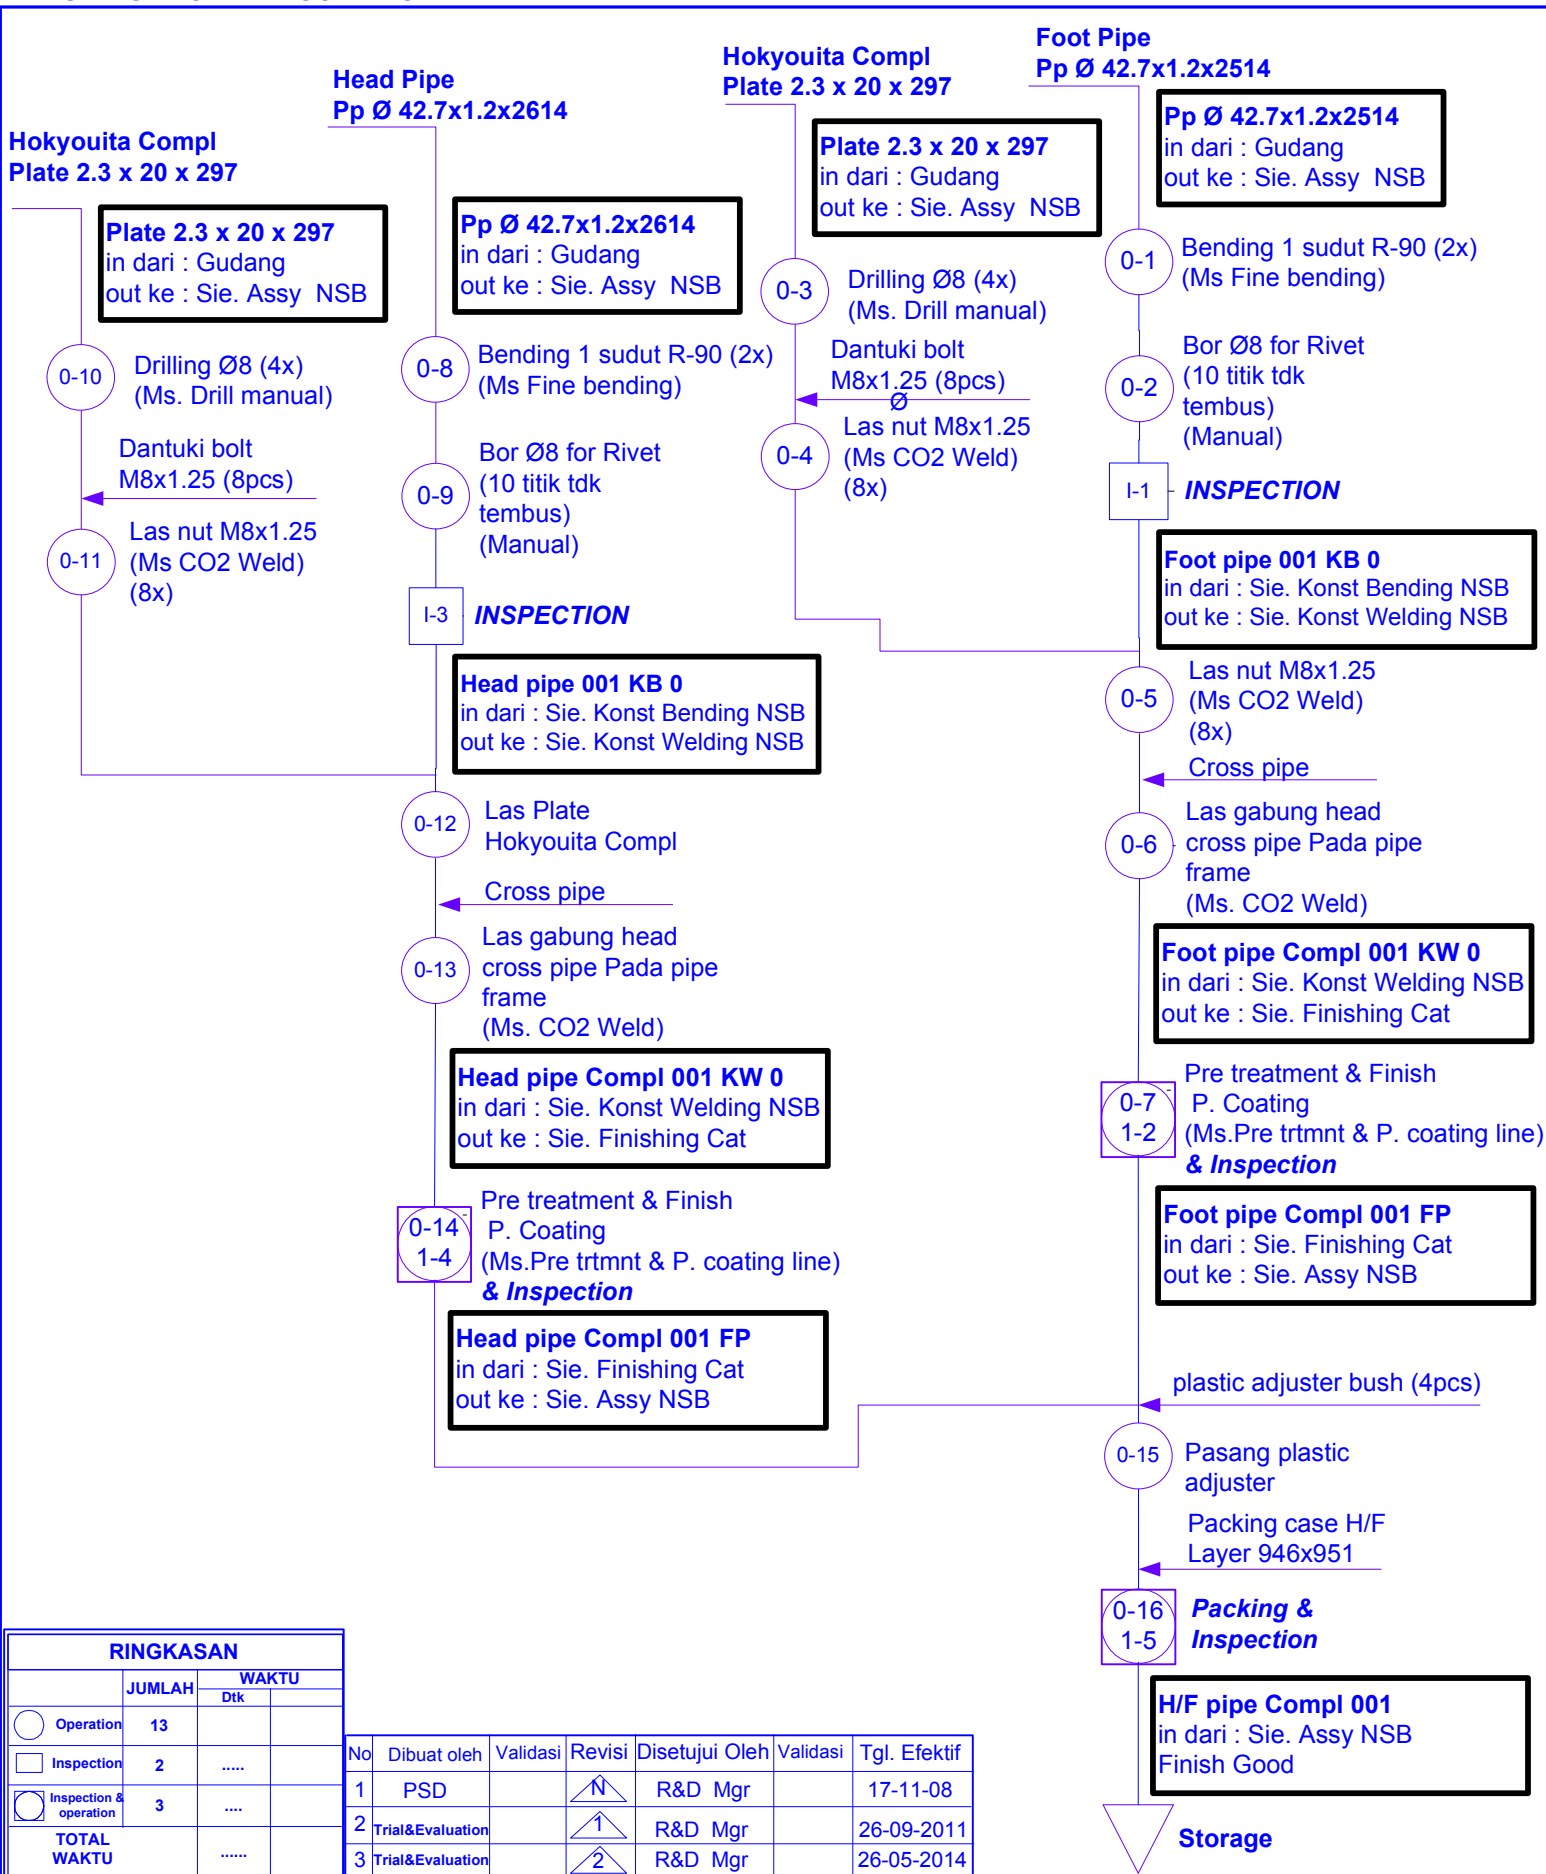 Hokyouita Compl
Plate 2.3 x 20 x 297
Plate 2.3 x 20 x 297
in dari : Gudang
out ke : Sie. Assy  NSB
0-10
Drilling Ø8 (4x)
(Ms. Drill manual)
Dantuki bolt
M8x1.25 (8pcs)
0-11
Las nut M8x1.25
(Ms CO2 Weld)
(8x)
Head Pipe
Pp Ø 42.7x1.2x2614
Pp Ø 42.7x1.2x2614
in dari : Gudang
out ke : Sie. Assy  NSB
0-8
Bending 1 sudut R-90 (2x)
(Ms Fine bending)
0-9
Bor Ø8 for Rivet
(10 titik tdk
tembus)
(Manual)
I-3
INSPECTION
Head pipe 001 KB 0
in dari : Sie. Konst Bending NSB
out ke : Sie. Konst Welding NSB
0-12
Las Plate
Hokyouita Compl
Cross pipe
0-13
Las gabung head
cross pipe Pada pipe
frame
(Ms. CO2 Weld)
Head pipe Compl 001 KW 0
in dari : Sie. Konst Welding NSB
out ke : Sie. Finishing Cat
0-14
1-4
Pre treatment & Finish
P. Coating
(Ms.Pre trtmnt & P. coating line)
& Inspection
Head pipe Compl 001 FP
in dari : Sie. Finishing Cat
out ke : Sie. Assy NSB
Hokyouita Compl
Plate 2.3 x 20 x 297
Plate 2.3 x 20 x 297
in dari : Gudang
out ke : Sie. Assy  NSB
0-3
Drilling Ø8 (4x)
(Ms. Drill manual)
Dantuki bolt
M8x1.25 (8pcs)
Ø
0-4
Las nut M8x1.25
(Ms CO2 Weld)
(8x)
Foot Pipe
Pp Ø 42.7x1.2x2514
Pp Ø 42.7x1.2x2514
in dari : Gudang
out ke : Sie. Assy  NSB
0-1
Bending 1 sudut R-90 (2x)
(Ms Fine bending)
0-2
Bor Ø8 for Rivet
(10 titik tdk
tembus)
(Manual)
I-1
INSPECTION
Foot pipe 001 KB 0
in dari : Sie. Konst Bending NSB
out ke : Sie. Konst Welding NSB
0-5
Las nut M8x1.25
(Ms CO2 Weld)
(8x)
Cross pipe
0-6
Las gabung head
cross pipe Pada pipe
frame
(Ms. CO2 Weld)
Foot pipe Compl 001 KW 0
in dari : Sie. Konst Welding NSB
out ke : Sie. Finishing Cat
0-7
1-2
Pre treatment & Finish
P. Coating
(Ms.Pre trtmnt & P. coating line)
& Inspection
Foot pipe Compl 001 FP
in dari : Sie. Finishing Cat
out ke : Sie. Assy NSB
plastic adjuster bush (4pcs)
0-15
Pasang plastic
adjuster
Packing case H/F
Layer 946x951
0-16
1-5
Packing &
Inspection
H/F pipe Compl 001
in dari : Sie. Assy NSB
Finish Good
Storage
RINGKASAN
JUMLAH WAKTU
Dtk
Operation 13
Inspection 2 .....
Inspection &
operation 3 ....
TOTAL
WAKTU ......
No Dibuat oleh Validasi Revisi Disetujui Oleh Validasi Tgl. Efektif
1 PSD N R&D  Mgr 17-11-08
2 Trial&Evaluation 1 R&D  Mgr 26-09-2011
3 Trial&Evaluation 2 R&D  Mgr 26-05-2014